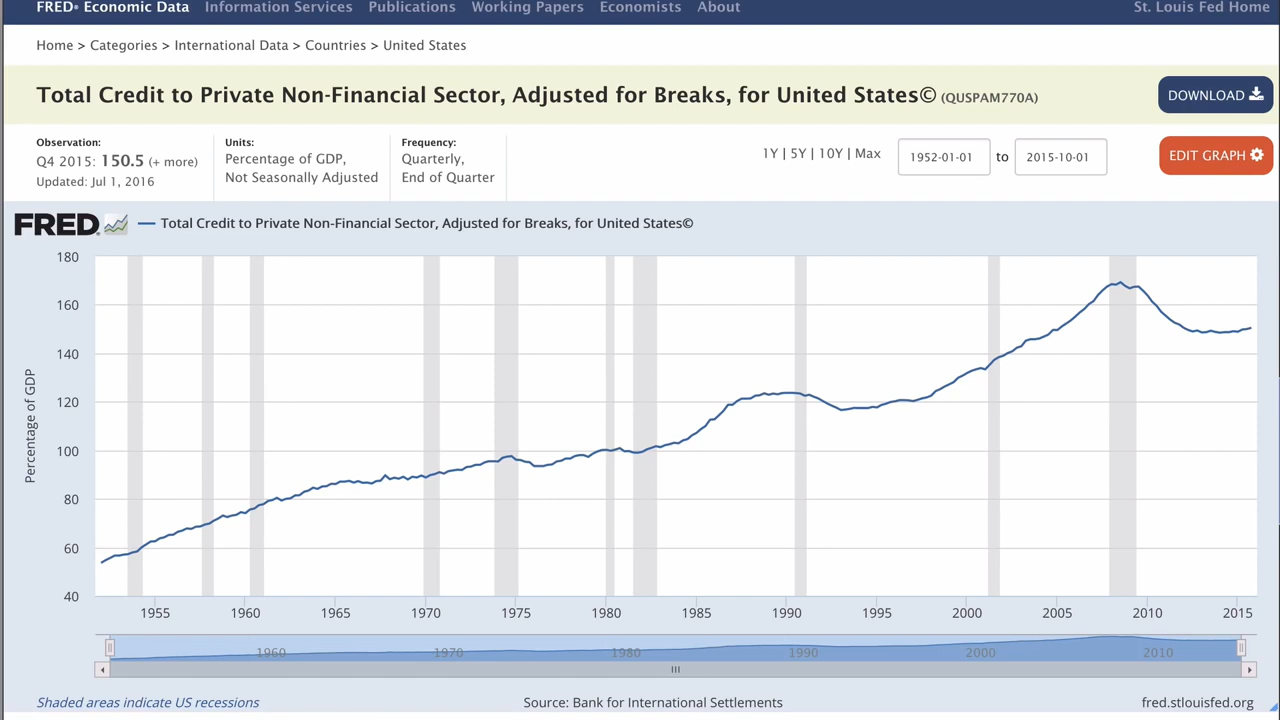 FRED® Economic Data Information Services Publications Working Papers Economists About St. Louis Fed Home
Home > Categories > International Data > Countries > United States
Total Credit to Private Non-Financial Sector, Adjusted for Breaks, for United States© (QUSPAM770A)
DOWNLOAD
Observation:
Q4 2015: 150.5 (+ more)
Updated: Jul 1, 2016
Units:
Percentage of GDP,
Not Seasonally Adjusted
Frequency:
Quarterly,
End of Quarter
1Y | 5Y | 10Y | Max
1952-01-01 to 2015-10-01
EDIT GRAPH
FRED
Total Credit to Private Non-Financial Sector, Adjusted for Breaks, for United States©
Percentage of GDP
180
160
140
120
100
80
60
40
1955 1960 1965 1970 1975 1980 1985 1990 1995 2000 2005 2010 2015
1960 1970 1980 1990 2000 2010
Shaded areas indicate US recessions
Source: Bank for International Settlements
fred.stlouisfed.org